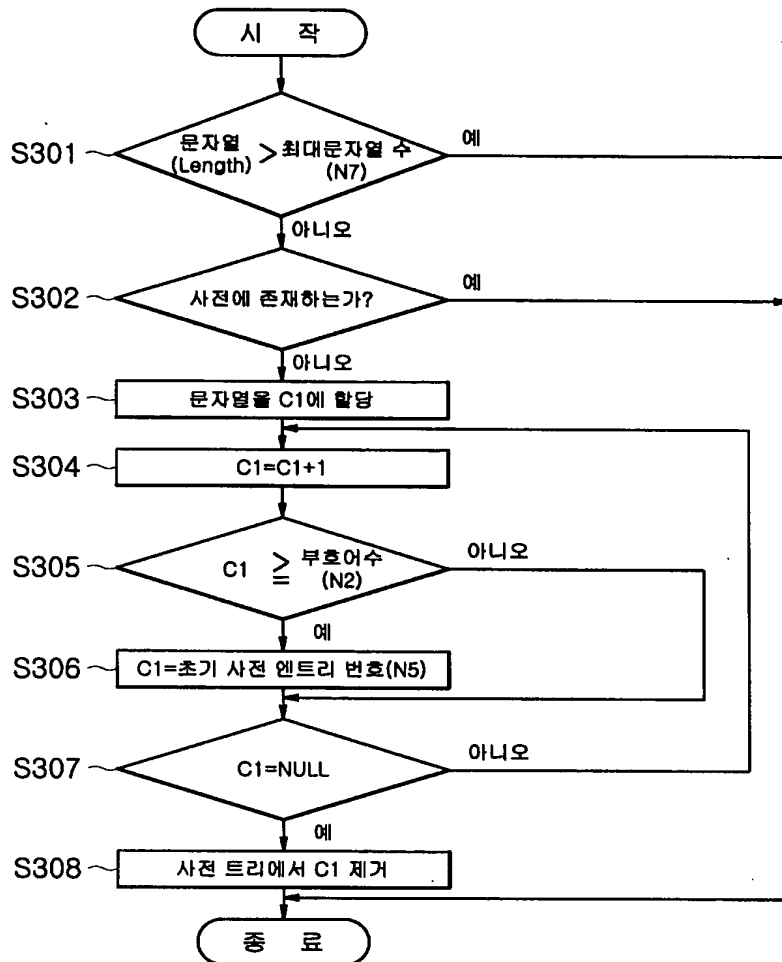 시 작
S301
문자열
(Length)
>
최대문자열 수
(N7)
예
아니오
S302
사전에 존재하는가?
예
아니오
S303
문자열을 C1에 할당
S304
C1=C1+1
S305
C1 ≧ 부호어수
(N2)
아니오
예
S306
C1=초기 사전 엔트리 번호(N5)
S307
C1=NULL
아니오
예
S308
사전 트리에서 C1 제거
종 료